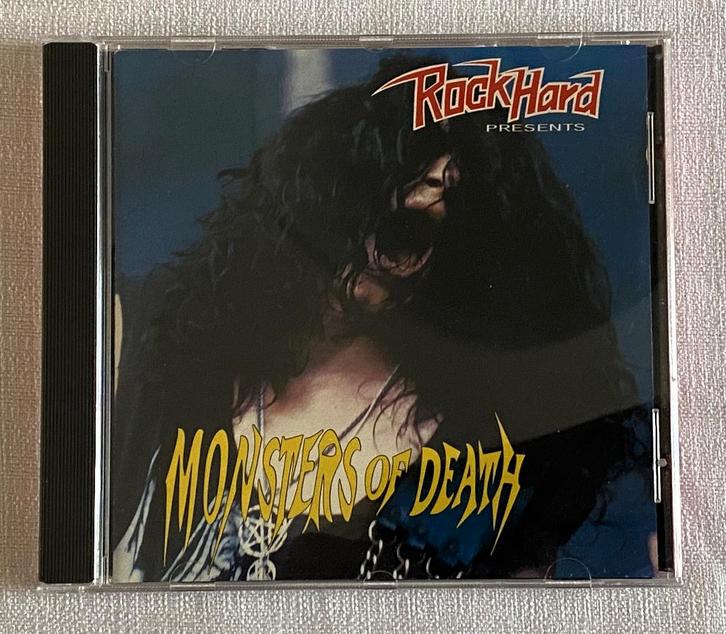 RockHard
PRESENTS
MONSTERS OF DEATH